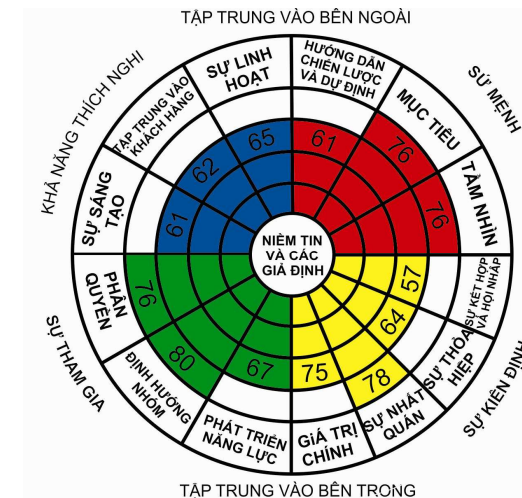 TẬP TRUNG VÀO BÊN NGOÀI
KHẢ NĂNG THÍCH NGHI
SỨ MỆNH
SỰ LINH
HOẠT
HƯỚNG DẪN
CHIẾN LƯỢC
VÀ DỰ ĐỊNH
TẬP TRUNG VÀO
KHÁCH HÀNG
MỤC TIÊU
SỰ SÁNG
TẠO
TẦM NHÌN
65
61
62
76
61
76
NIỀM TIN
VÀ CÁC
GIẢ ĐỊNH
76
57
80
64
67
75
78
PHÂN
QUYỀN
SỰ KẾT HỢP
VÀ HỘI NHẬP
ĐỊNH HƯỚNG
NHÓM
SỰ THỎA
HIỆP
PHÁT TRIỂN
NĂNG LỰC
GIÁ TRỊ
CHÍNH
SỰ NHẤT
QUÁN
SỰ THAM GIA
SỰ KIÊN ĐỊNH
TẬP TRUNG VÀO BÊN TRONG